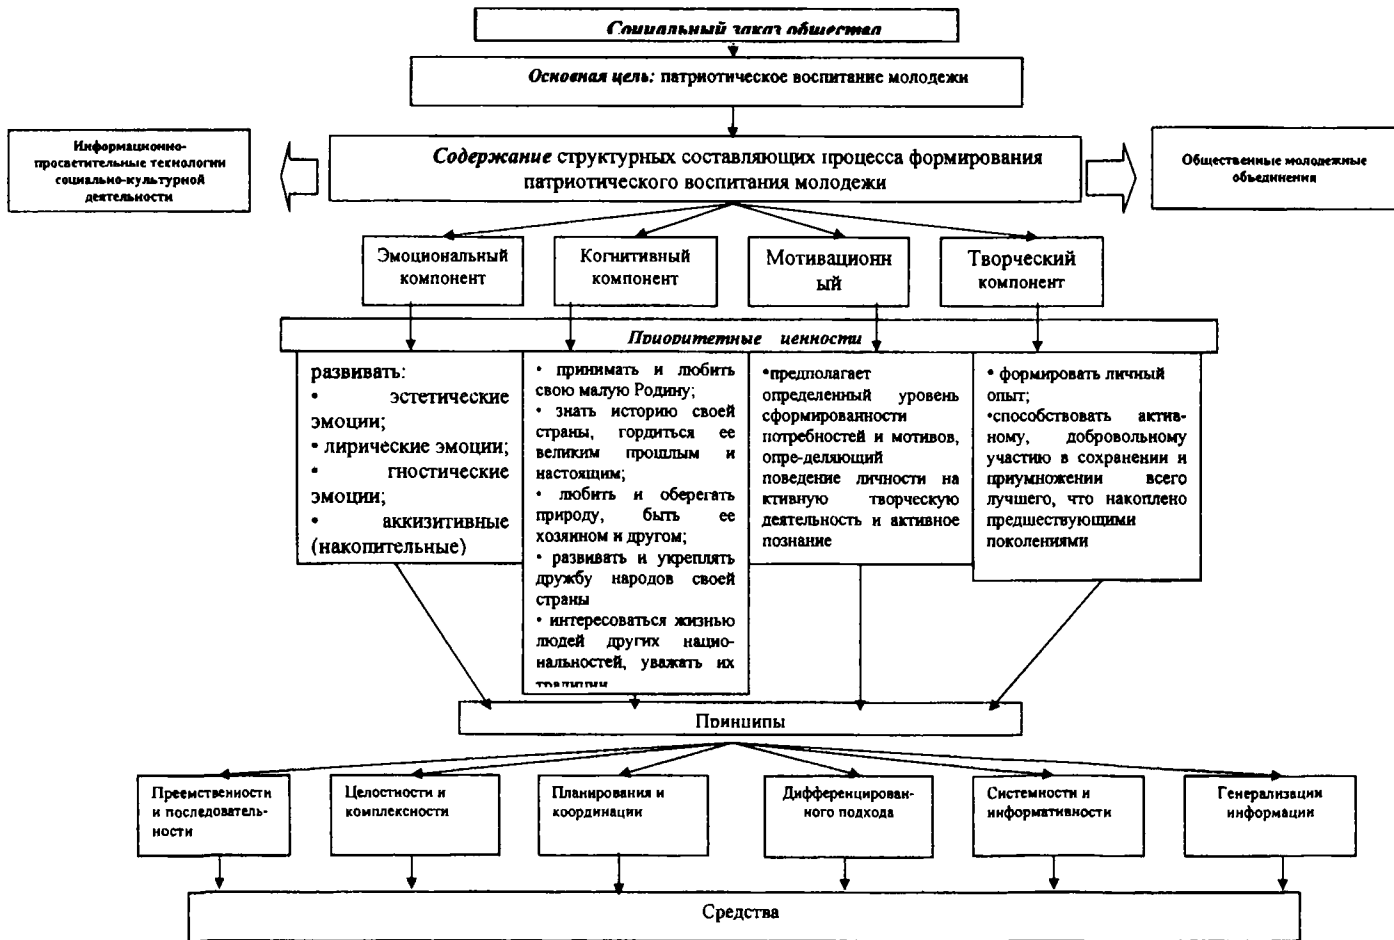 Социальный заказ общества
Основная цель: патриотическое воспитание молодежи
Информационно-
просветительные технологии
социально-культурной
деятельности
Содержание структурных составляющих процесса формирования
патриотического воспитания молодежи
Общественные молодежные
объединения
Эмоциональный
компонент
Когнитивный
компонент
Мотивационн
ый
Творческий
компонент
Приоритетные ценности
развивать:
• эстетические
эмоции;
• лирические эмоции;
• гностические
эмоции;
• аккизитивные
(накопительные)
• принимать и любить
свою малую Родину;
• знать историю своей
страны, гордиться ее
великим прошлым и
настоящим;
• любить и оберегать
природу, быть ее
хозяином и другом;
• развивать и укреплять
дружбу народов своей
страны
• интересоваться жизнью
людей других нацио-
нальностей, уважать их
традиции
•предполагает
определенный уровень
сформированности
потребностей и мотивов,
опре-деляющий
поведение личности на
ктивную творческую
деятельность и активное
познание
• формировать личный
опыт;
•способствовать актив-
ному, добровольному
участию в сохранении и
приумножении всего
лучшего, что накоплено
предшествующими
поколениями
Принципы
Преемственности
и последователь-
ности
Целостности и
комплексности
Планирования и
координации
Дифференцирован-
ного подхода
Системности и
информативности
Генерализации
информации
Средства